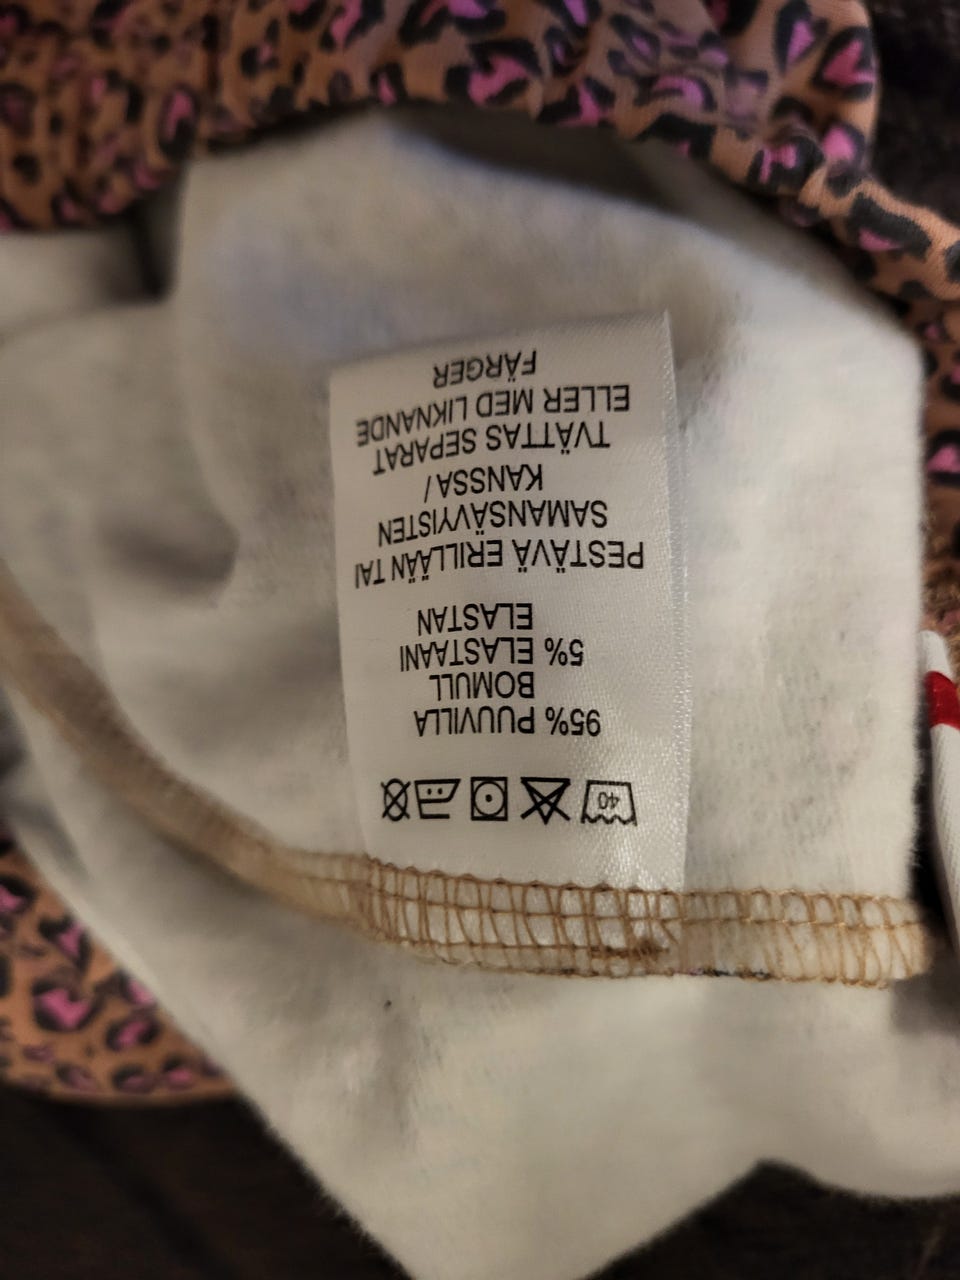 40
95% PUUVILLA
BOMULL
5% ELASTAANI
ELASTAN
PESTÄVÄ ERILLÄÄN TAI
SAMANSÄVYISTEN
KANSSA /
TVÄTTAS SEPARAT
ELLER MED LIKNANDE
FÄRGER